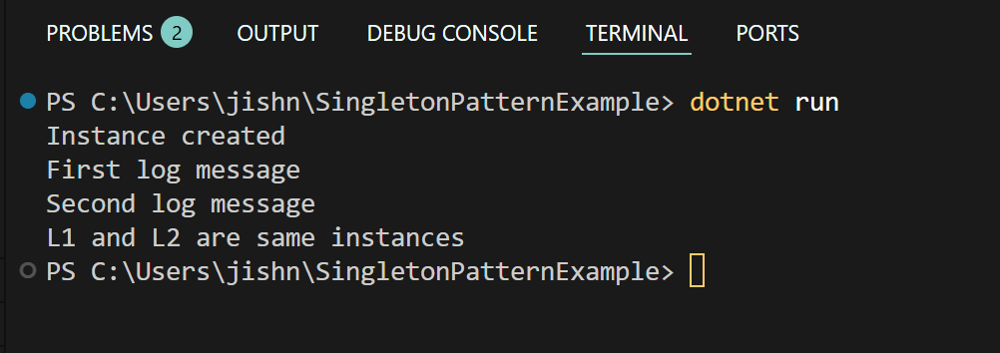 PROBLEMS 2 OUTPUT DEBUG CONSOLE TERMINAL PORTS
PS C:\Users\jishn\SingletonPatternExample> dotnet run
Instance created
First log message
Second log message
L1 and L2 are same instances
PS C:\Users\jishn\SingletonPatternExample>